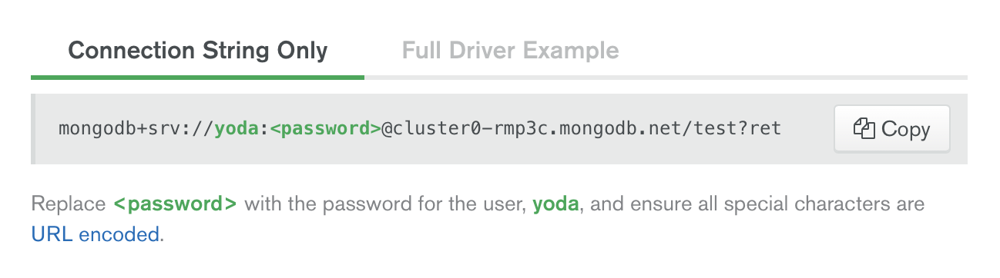 Connection String Only
Full Driver Example
mongodb+srv://yoda:<password>@cluster0-rmp3c.mongodb.net/test?ret
Copy
Replace <password> with the password for the user, yoda, and ensure all special characters are
URL encoded.